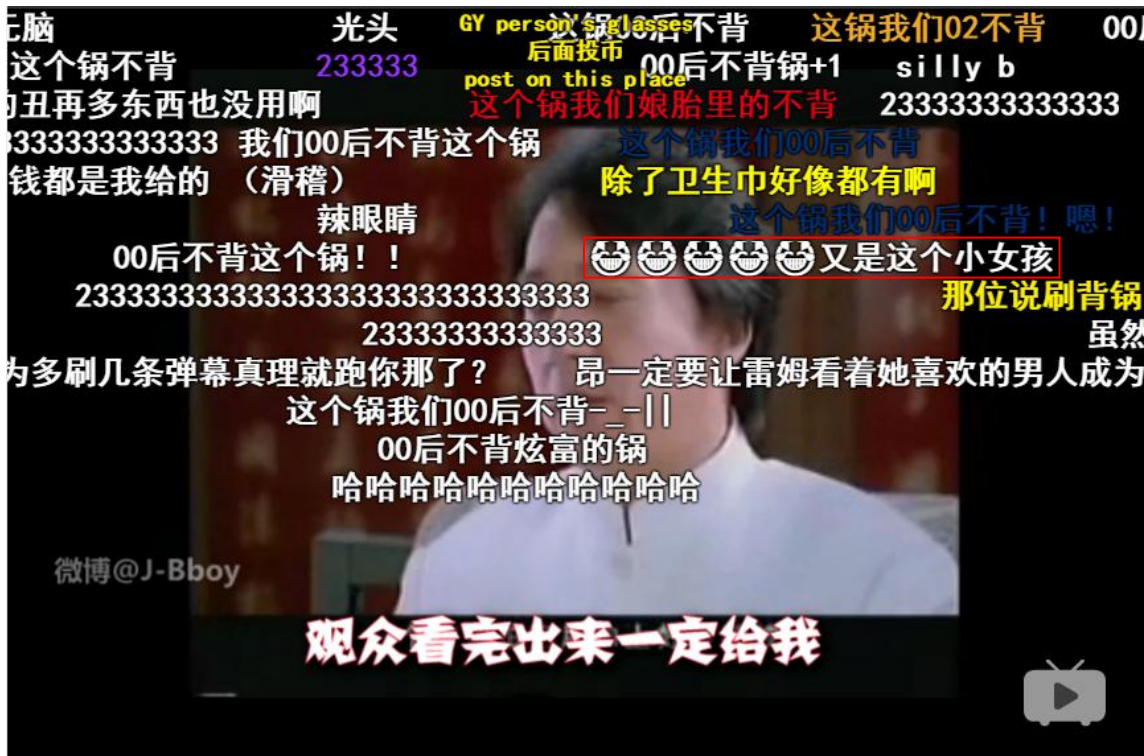 无脑
光头
GY person's glasses
这锅00后不背
这锅我们02不背
00后
这个锅不背
233333
后面投币
post on this place
00后不背锅+1
silly b
的丑再多东西也没用啊
这个锅我们娘胎里的不背
23333333333333
3333333333333
我们00后不背这个锅
这个锅我们00后不背
钱都是我给的 （滑稽）
除了卫生巾好像都有啊
辣眼睛
这个锅我们00后不背！嗯！
00后不背这个锅！！
😂😂😂😂😂又是这个小女孩
2333333333333333333333333333333
那位说刷背锅
23333333333333
虽然
为多刷几条弹幕真理就跑你那了？
昂一定要让雷姆看着她喜欢的男人成为
这个锅我们00后不背-_-||
00后不背炫富的锅
哈哈哈哈哈哈哈哈哈哈哈
微博@J-Bboy
观众看完出来一定给我